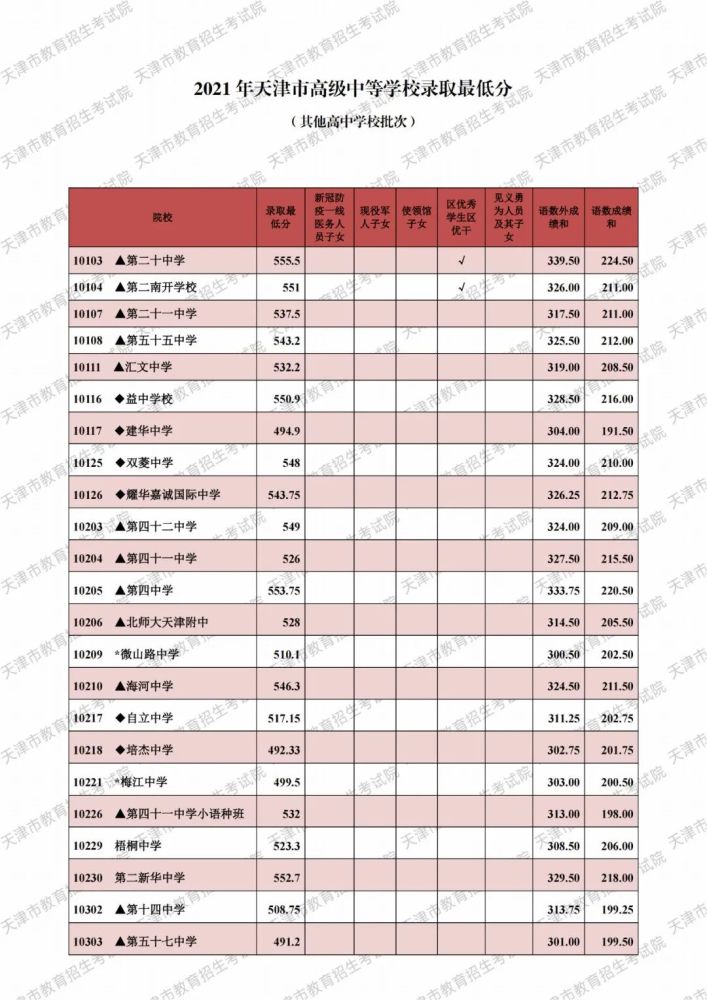 2021 年天津市高级中等学校录取最低分
（其他高中学校批次）
院校 录取最低分 新冠防疫一线医务人员子女 现役军人子女 使领馆子女 区优秀学生区优干 见义勇为人员及其子女 语数外成绩和 语数成绩和
10103 ▲第二十中学 555.5 √ 339.50 224.50
10104 ▲第二南开学校 551 √ 326.00 211.00
10107 ▲第二十一中学 537.5 317.50 211.00
10108 ▲第五十五中学 543.2 325.50 212.00
10111 ▲汇文中学 532.2 319.00 208.50
10116 ◆益中学校 550.9 328.50 216.00
10117 ◆建华中学 494.9 304.00 191.50
10125 ◆双菱中学 548 324.00 210.00
10126 ◆耀华嘉诚国际中学 543.75 326.25 212.75
10203 ▲第四十二中学 549 324.00 209.00
10204 ▲第四十一中学 526 327.50 215.50
10205 ▲第四中学 553.75 333.75 220.50
10206 ▲北师大天津附中 528 314.50 205.50
10209 *微山路中学 510.1 300.50 202.50
10210 ▲海河中学 546.3 324.50 211.50
10217 ◆自立中学 517.15 311.25 202.75
10218 ◆培杰中学 492.33 302.75 201.75
10221 *梅江中学 499.5 303.00 200.50
10226 ▲第四十一中学小语种班 532 313.00 198.00
10229 梧桐中学 523.3 308.50 206.00
10230 第二新华中学 552.7 329.50 218.00
10302 ▲第十四中学 508.75 313.75 199.25
10303 ▲第五十七中学 491.2 301.00 199.50
天津市教育招生考试院